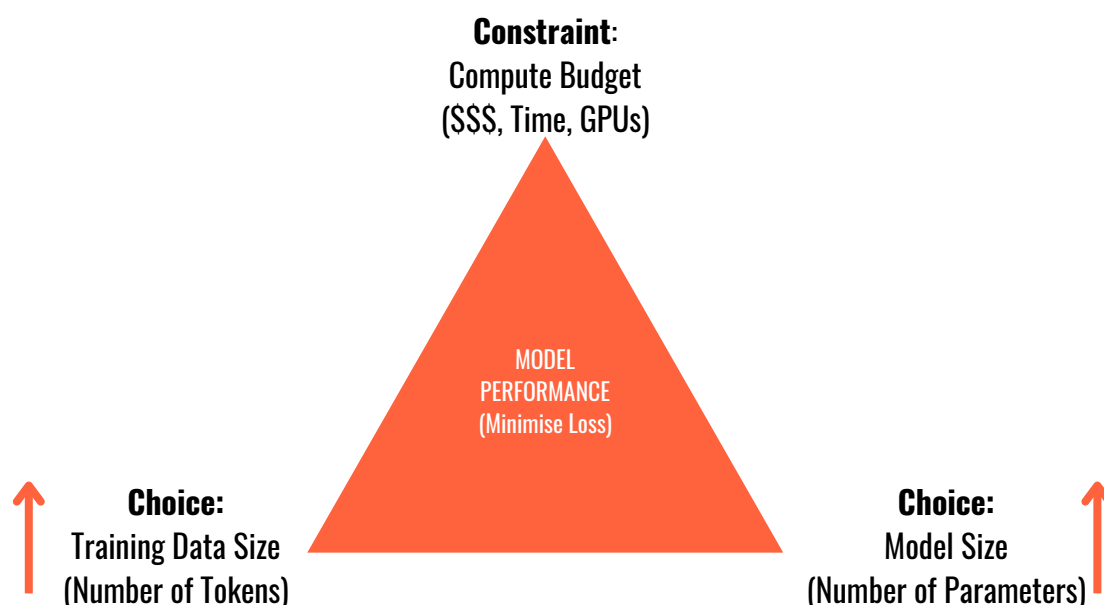 Constraint:
Compute Budget
($$$, Time, GPUs)
MODEL
PERFORMANCE
(Minimise Loss)
Choice:
Training Data Size
(Number of Tokens)
Choice:
Model Size
(Number of Parameters)